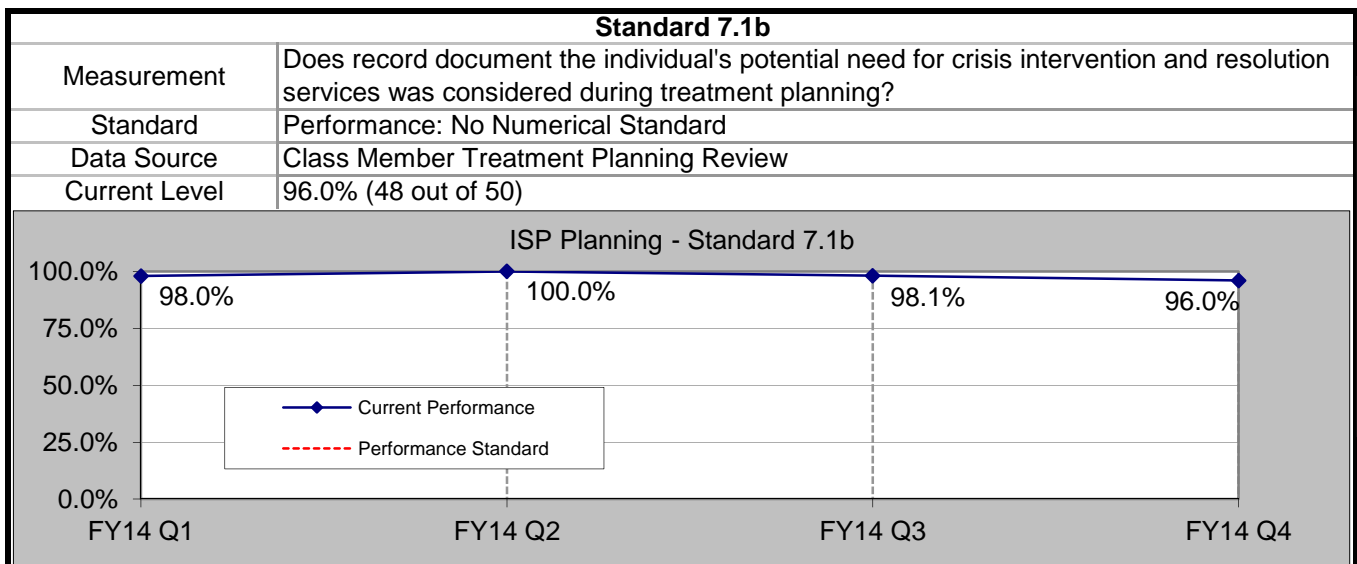 Standard 7.1b
Measurement
Does record document the individual's potential need for crisis intervention and resolution
services was considered during treatment planning?
Standard
Performance: No Numerical Standard
Data Source
Class Member Treatment Planning Review
Current Level
96.0% (48 out of 50)
ISP Planning - Standard 7.1b
100.0%
98.0%
100.0%
98.1%
96.0%
75.0%
50.0%
Current Performance
25.0%
Performance Standard
0.0%
FY14 Q1
FY14 Q2
FY14 Q3
FY14 Q4